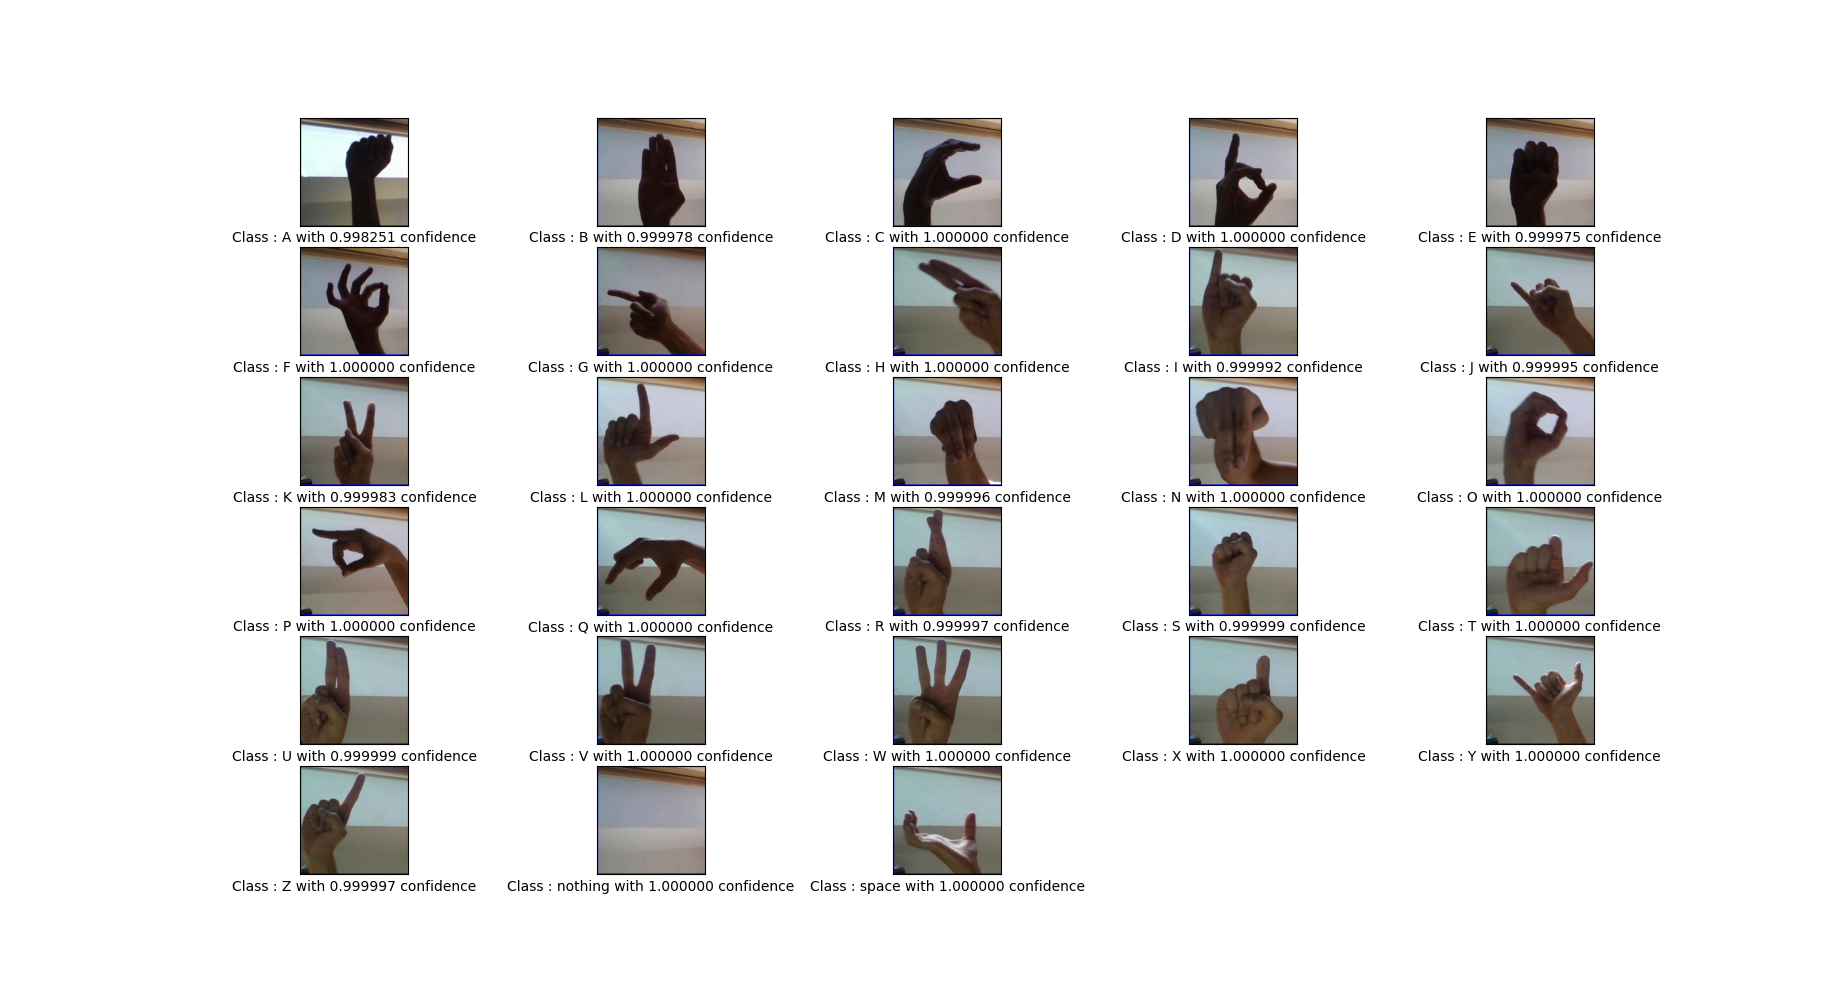 Class : A with 0.998251 confidence
Class : B with 0.999978 confidence
Class : C with 1.000000 confidence
Class : D with 1.000000 confidence
Class : E with 0.999975 confidence
Class : F with 1.000000 confidence
Class : G with 1.000000 confidence
Class : H with 1.000000 confidence
Class : I with 0.999992 confidence
Class : J with 0.999995 confidence
Class : K with 0.999983 confidence
Class : L with 1.000000 confidence
Class : M with 0.999996 confidence
Class : N with 1.000000 confidence
Class : O with 1.000000 confidence
Class : P with 1.000000 confidence
Class : Q with 1.000000 confidence
Class : R with 0.999997 confidence
Class : S with 0.999999 confidence
Class : T with 1.000000 confidence
Class : U with 0.999999 confidence
Class : V with 1.000000 confidence
Class : W with 1.000000 confidence
Class : X with 1.000000 confidence
Class : Y with 1.000000 confidence
Class : Z with 0.999997 confidence
Class : nothing with 1.000000 confidence
Class : space with 1.000000 confidence